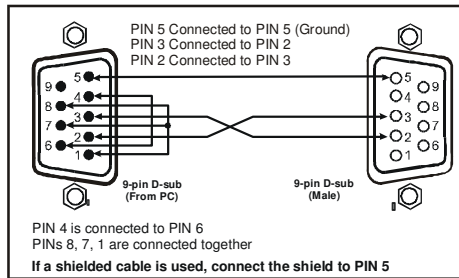 PIN 5 Connected to PIN 5 (Ground)
PIN 3 Connected to PIN 2
PIN 2 Connected to PIN 3
5
9
4
8
3
7
2
6
1
5
9
4
8
3
7
2
6
1
9-pin D-sub
(From PC)
9-pin D-sub
(Male)
PIN 4 is connected to PIN 6
PINs 8, 7, 1 are connected together
If a shielded cable is used, connect the shield to PIN 5